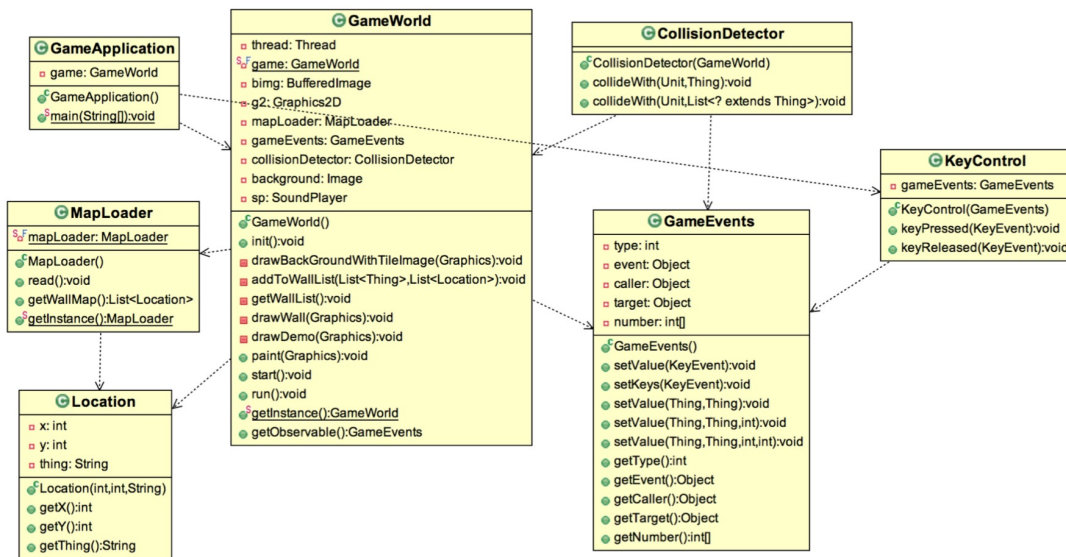 GameApplication
game: GameWorld
GameApplication()
main(String[]):void
GameWorld
thread: Thread
game: GameWorld
bimg: BufferedImage
g2: Graphics2D
mapLoader: MapLoader
gameEvents: GameEvents
collisionDetector: CollisionDetector
background: Image
sp: SoundPlayer
GameWorld()
init():void
drawBackGroundWithTileImage(Graphics):void
addToWallList(List<Thing>,List<Location>):void
getWallList():void
drawWall(Graphics):void
drawDemo(Graphics):void
paint(Graphics):void
start():void
run():void
getInstance():GameWorld
getObservable():GameEvents
CollisionDetector
CollisionDetector(GameWorld)
collideWith(Unit,Thing):void
collideWith(Unit,List<? extends Thing>):void
KeyControl
gameEvents: GameEvents
KeyControl(GameEvents)
keyPressed(KeyEvent):void
keyReleased(KeyEvent):void
MapLoader
mapLoader: MapLoader
MapLoader()
read():void
getWallMap():List<Location>
getInstance():MapLoader
GameEvents
type: int
event: Object
caller: Object
target: Object
number: int[]
GameEvents()
setValue(KeyEvent):void
setKeys(KeyEvent):void
setValue(Thing,Thing):void
setValue(Thing,Thing,int):void
setValue(Thing,Thing,int,int):void
getType():int
getEvent():Object
getCaller():Object
getTarget():Object
getNumber():int[]
Location
x: int
y: int
thing: String
Location(int,int,String)
getX():int
getY():int
getThing():String